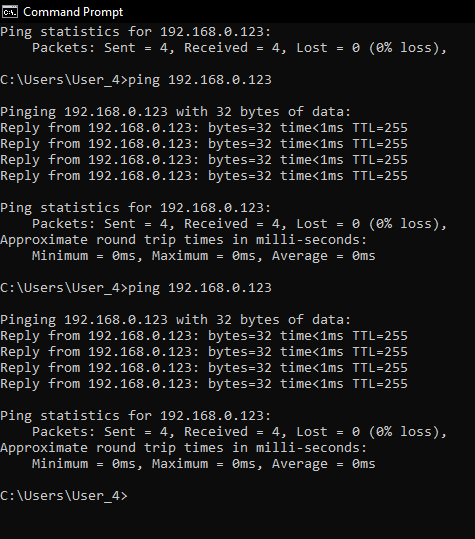 Command Prompt
Ping statistics for 192.168.0.123:
    Packets: Sent = 4, Received = 4, Lost = 0 (0% loss),
C:\Users\User_4>ping 192.168.0.123
Pinging 192.168.0.123 with 32 bytes of data:
Reply from 192.168.0.123: bytes=32 time<1ms TTL=255
Reply from 192.168.0.123: bytes=32 time<1ms TTL=255
Reply from 192.168.0.123: bytes=32 time<1ms TTL=255
Reply from 192.168.0.123: bytes=32 time<1ms TTL=255
Ping statistics for 192.168.0.123:
    Packets: Sent = 4, Received = 4, Lost = 0 (0% loss),
Approximate round trip times in milli-seconds:
    Minimum = 0ms, Maximum = 0ms, Average = 0ms
C:\Users\User_4>ping 192.168.0.123
Pinging 192.168.0.123 with 32 bytes of data:
Reply from 192.168.0.123: bytes=32 time<1ms TTL=255
Reply from 192.168.0.123: bytes=32 time<1ms TTL=255
Reply from 192.168.0.123: bytes=32 time<1ms TTL=255
Reply from 192.168.0.123: bytes=32 time<1ms TTL=255
Ping statistics for 192.168.0.123:
    Packets: Sent = 4, Received = 4, Lost = 0 (0% loss),
Approximate round trip times in milli-seconds:
    Minimum = 0ms, Maximum = 0ms, Average = 0ms
C:\Users\User_4>